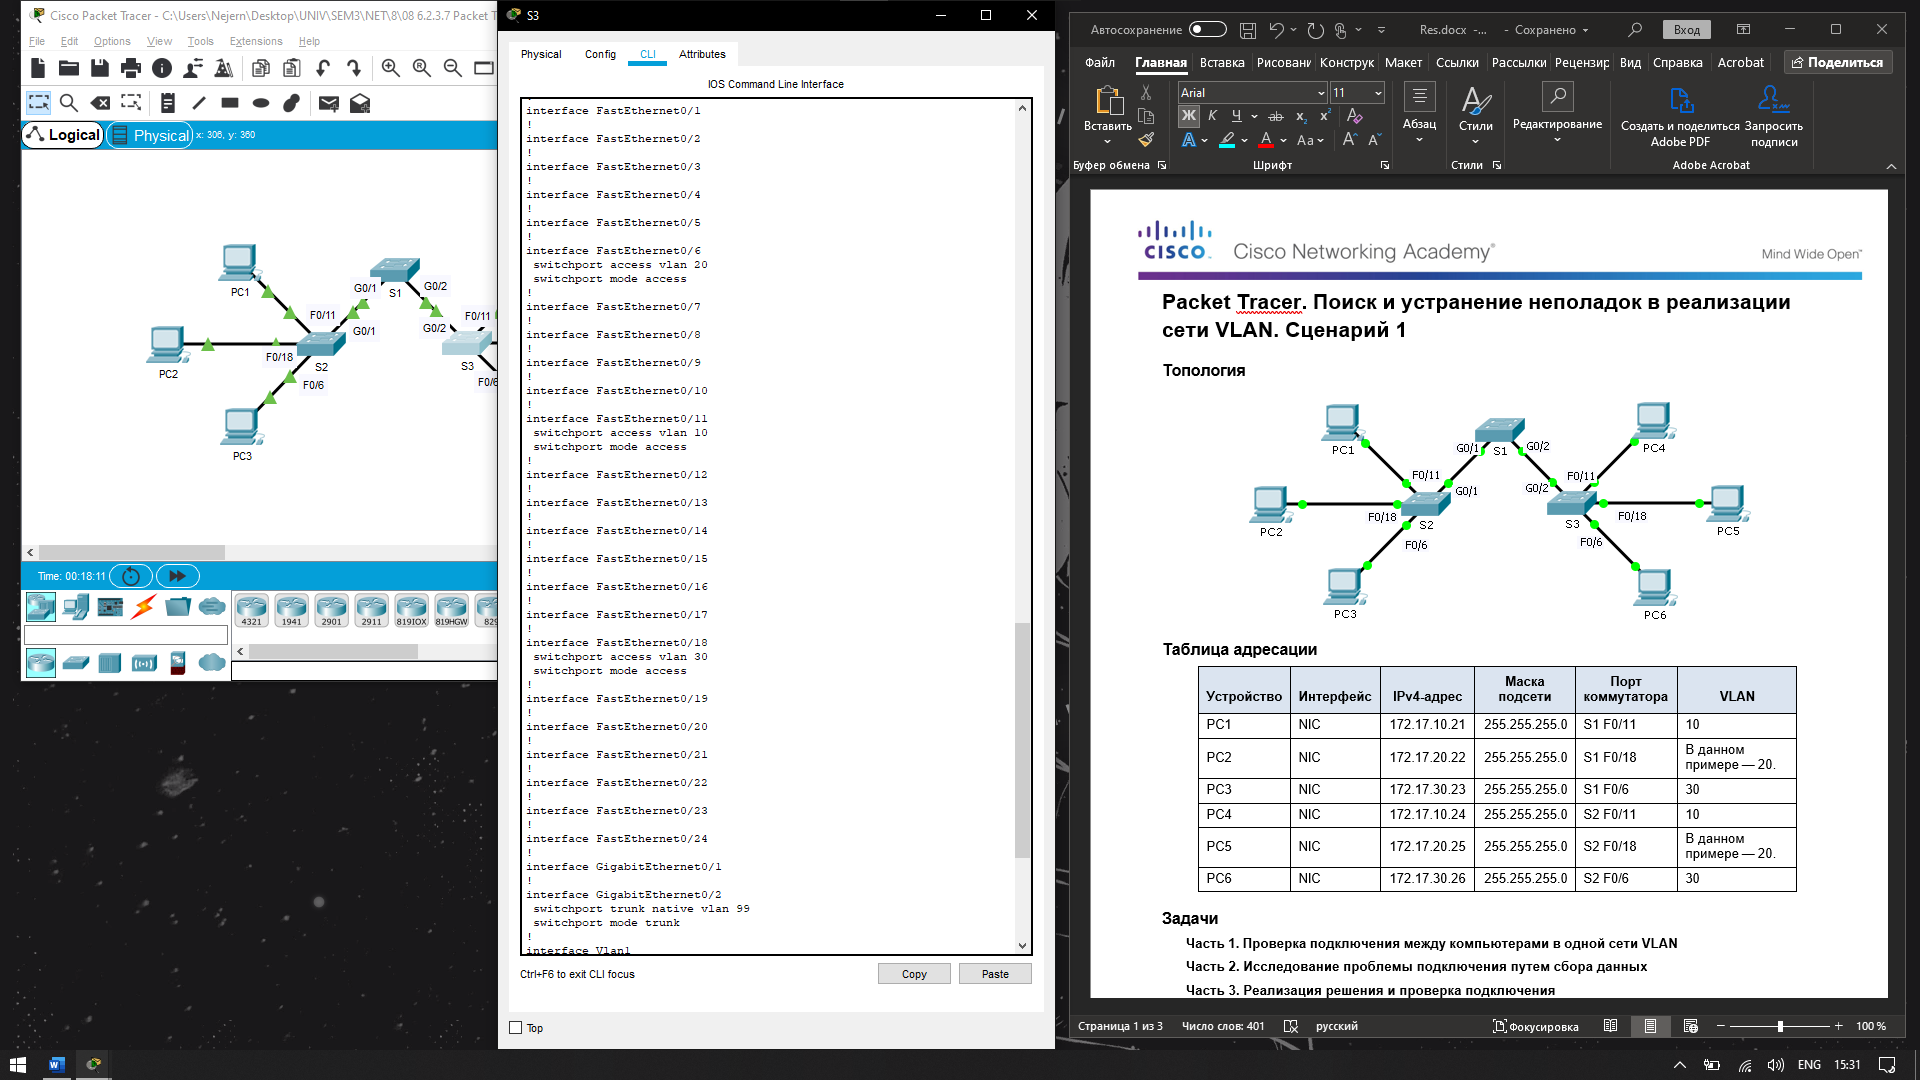 Cisco Packet Tracer - C:\Users\Nejern\Desktop\UNIV\SEM3\NET\8\08 6.2.3.7 Packet T
File Edit Options View Tools Extensions Help
Logical
Physical
x: 306, y: 360
PC1
G0/1
S1
G0/2
F0/11
G0/1
F0/11
G0/2
PC2
F0/18
S2
S3
F0/6
F0/6
PC3
Time: 00:18:11
4321
1941
2901
2911
819IOX
819HGW
829
S3
Physical Config CLI Attributes
IOS Command Line Interface
interface FastEthernet0/1
!
interface FastEthernet0/2
!
interface FastEthernet0/3
!
interface FastEthernet0/4
!
interface FastEthernet0/5
!
interface FastEthernet0/6
switchport access vlan 20
switchport mode access
!
interface FastEthernet0/7
!
interface FastEthernet0/8
!
interface FastEthernet0/9
!
interface FastEthernet0/10
!
interface FastEthernet0/11
switchport access vlan 10
switchport mode access
!
interface FastEthernet0/12
!
interface FastEthernet0/13
!
interface FastEthernet0/14
!
interface FastEthernet0/15
!
interface FastEthernet0/16
!
interface FastEthernet0/17
!
interface FastEthernet0/18
switchport access vlan 30
switchport mode access
!
interface FastEthernet0/19
!
interface FastEthernet0/20
!
interface FastEthernet0/21
!
interface FastEthernet0/22
!
interface FastEthernet0/23
!
interface FastEthernet0/24
!
interface GigabitEthernet0/1
!
interface GigabitEthernet0/2
switchport trunk native vlan 99
switchport mode trunk
!
interface Vlan1
Ctrl+F6 to exit CLI focus
Copy
Paste
Top
Автосохранение
Res.docx -... - Сохранено
Вход
Файл Главная Вставка Рисовани Конструк Макет Ссылки Рассылки Рецензир Вид Справка Acrobat Поделиться
Вставить
Arial 11
Ж К Ч ab x₂ x²
A Aa
Абзац
Стили
Редактирование
Создать и поделиться Adobe PDF
Запросить подписи
Буфер обмена
Шрифт
Стили
Adobe Acrobat
CISCO
Cisco Networking Academy®
Mind Wide Open™
Packet Tracer. Поиск и устранение неполадок в реализации
сети VLAN. Сценарий 1
Топология
PC1
G0/1
S1
G0/2
PC4
F0/11
G0/1
F0/11
G0/2
PC2
F0/18
S2
S3
F0/18
PC5
F0/6
F0/6
PC3
PC6
Таблица адресации
Устройство Интерфейс IPv4-адрес Маска подсети Порт коммутатора VLAN
PC1 NIC 172.17.10.21 255.255.255.0 S1 F0/11 10
PC2 NIC 172.17.20.22 255.255.255.0 S1 F0/18 В данном примере — 20.
PC3 NIC 172.17.30.23 255.255.255.0 S1 F0/6 30
PC4 NIC 172.17.10.24 255.255.255.0 S2 F0/11 10
PC5 NIC 172.17.20.25 255.255.255.0 S2 F0/18 В данном примере — 20.
PC6 NIC 172.17.30.26 255.255.255.0 S2 F0/6 30
Задачи
Часть 1. Проверка подключения между компьютерами в одной сети VLAN
Часть 2. Исследование проблемы подключения путем сбора данных
Часть 3. Реализация решения и проверка подключения
Страница 1 из 3 Число слов: 401 русский Фокусировка 100 %
ENG 15:31